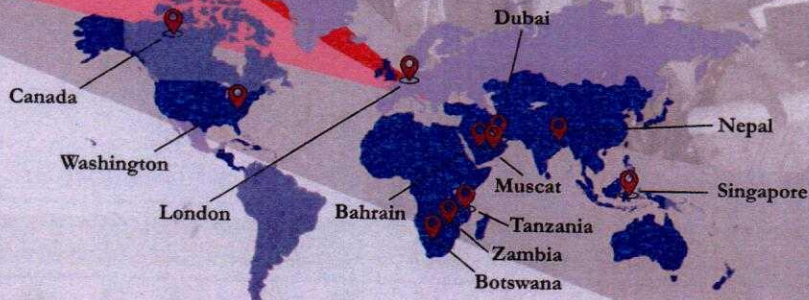 Dubai
Canada
Nepal
Washington
Muscat
Singapore
London
Bahrain
Tanzania
Zambia
Botswana